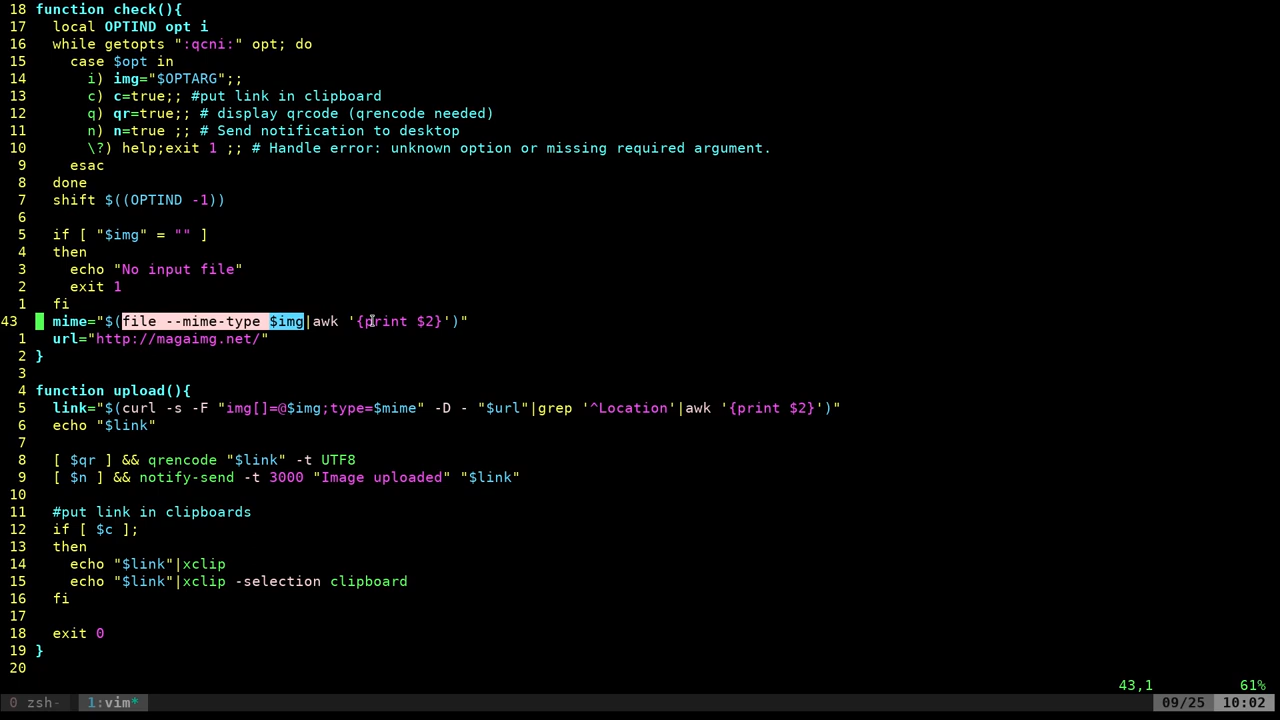 18 function check(){
17   local OPTIND opt i
16   while getopts ":qcni:" opt; do
15     case $opt in
14       i) img="$OPTARG";;
13       c) c=true;; #put link in clipboard
12       q) qr=true;; # display qrcode (qrencode needed)
11       n) n=true ;; # Send notification to desktop
10       \?) help;exit 1 ;; # Handle error: unknown option or missing required argument.
9     esac
8   done
7   shift $((OPTIND -1))
6
5   if [ "$img" = "" ]
4   then
3     echo "No input file"
2     exit 1
1   fi
43   mime="$(file --mime-type $img|awk '{print $2}')"
1   url="http://magaimg.net/"
2 }
3
4 function upload(){
5   link="$(curl -s -F "img[]=@$img;type=$mime" -D - "$url"|grep '^Location'|awk '{print $2}')"
6   echo "$link"
7
8   [ $qr ] && qrencode "$link" -t UTF8
9   [ $n ] && notify-send -t 3000 "Image uploaded" "$link"
10
11   #put link in clipboards
12   if [ $c ];
13   then
14     echo "$link"|xclip
15     echo "$link"|xclip -selection clipboard
16   fi
17
18   exit 0
19 }
20
43,1 61%
0 zsh- 1:vim* 09/25 10:02